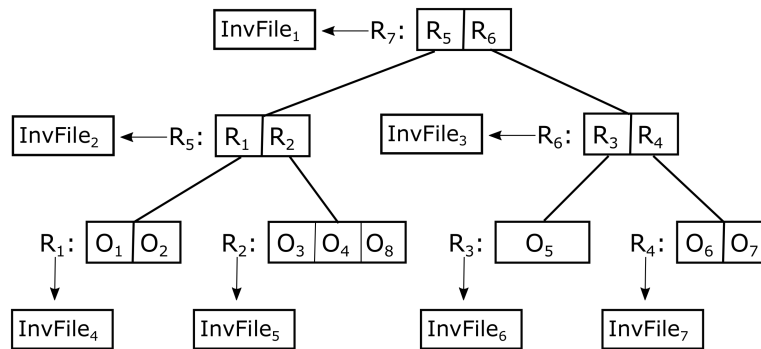 InvFile₁ R₇: R₅ R₆
InvFile₂ R₅: R₁ R₂ InvFile₃ R₆: R₃ R₄
R₁: O₁ O₂ R₂: O₃ O₄ O₈ R₃: O₅ R₄: O₆ O₇
InvFile₄ InvFile₅ InvFile₆ InvFile₇